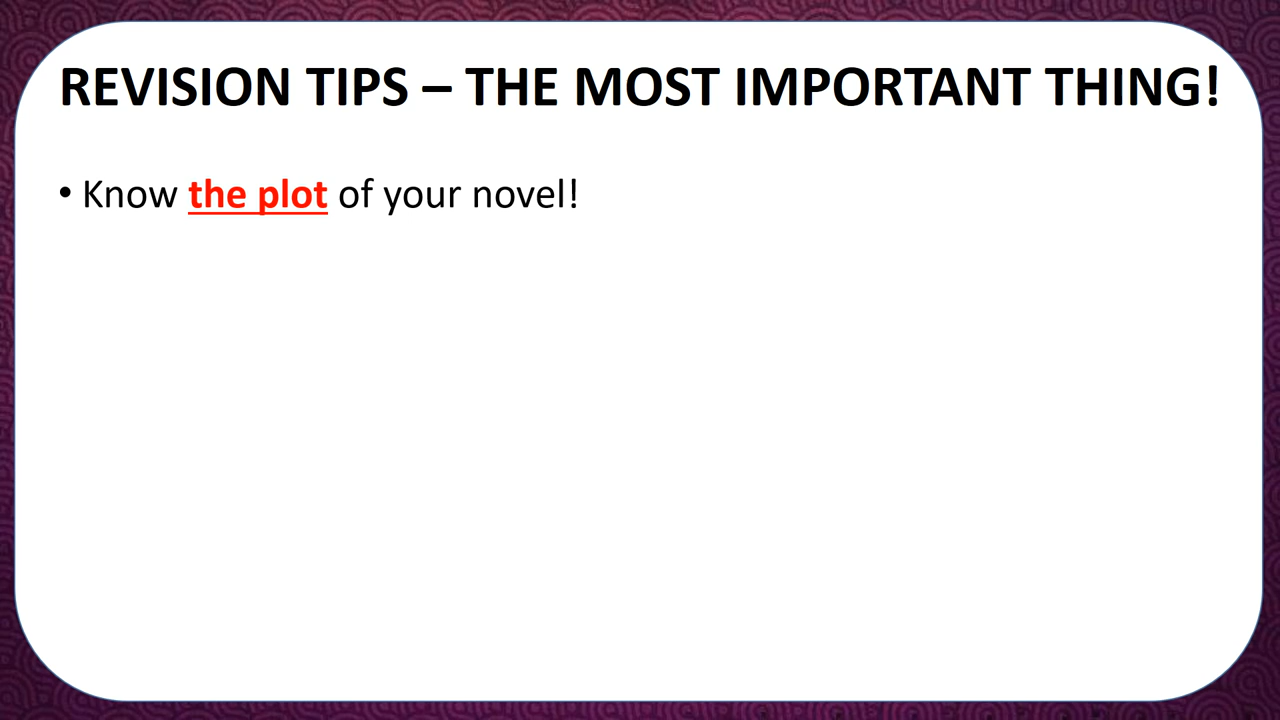 REVISION TIPS – THE MOST IMPORTANT THING!
• Know the plot of your novel!